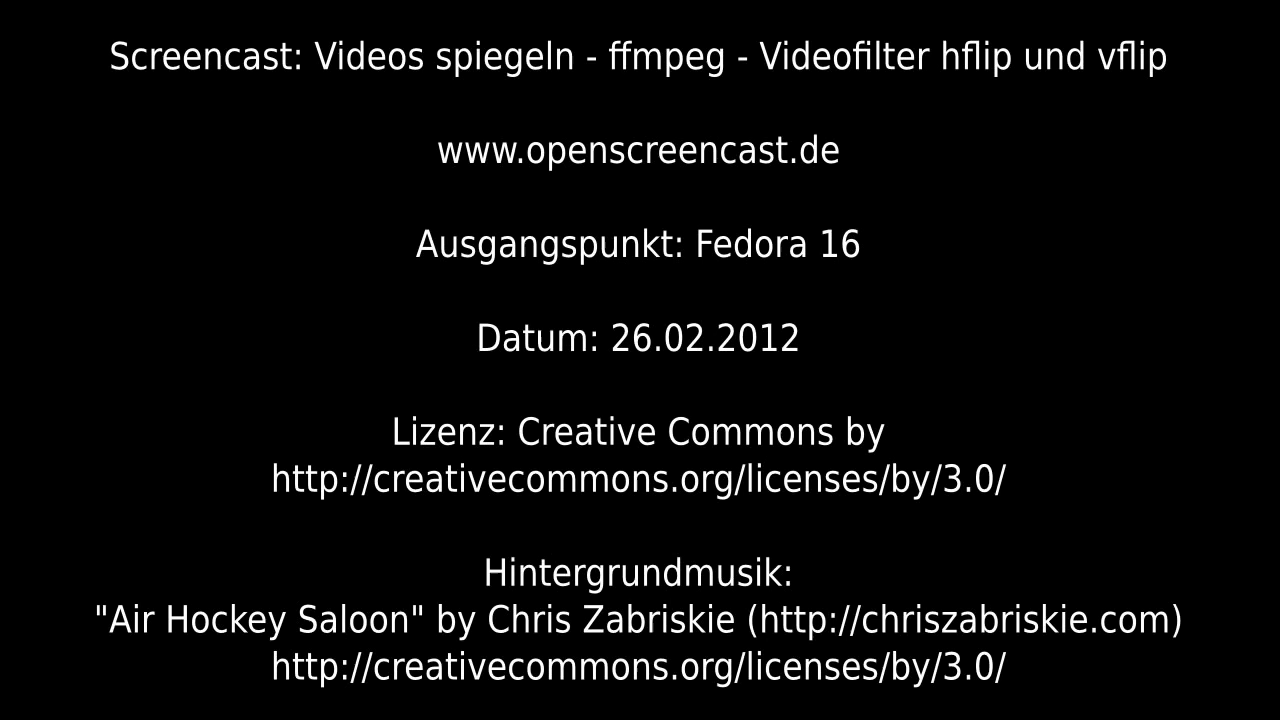 Screencast: Videos spiegeln - ffmpeg - Videofilter hflip und vflip
www.openscreencast.de
Ausgangspunkt: Fedora 16
Datum: 26.02.2012
Lizenz: Creative Commons by
http://creativecommons.org/licenses/by/3.0/
Hintergrundmusik:
"Air Hockey Saloon" by Chris Zabriskie (http://chriszabriskie.com)
http://creativecommons.org/licenses/by/3.0/